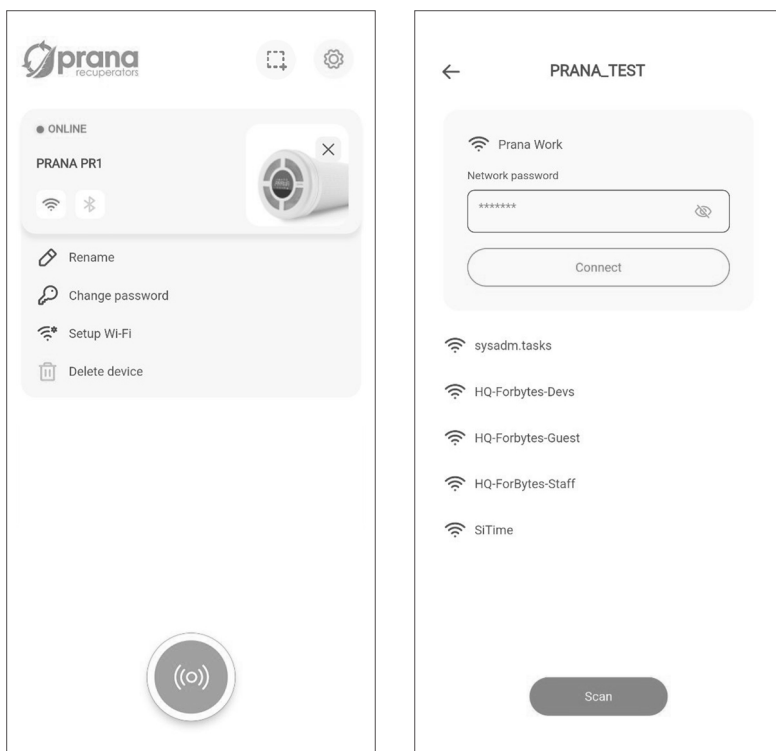 prana
recuperators
ONLINE
PRANA PR1
Rename
Change password
Setup Wi-Fi
Delete device
PRANA_TEST
Prana Work
Network password
*******
Connect
sysadm.tasks
HQ-Forbytes-Devs
HQ-Forbytes-Guest
HQ-ForBytes-Staff
SiTime
Scan